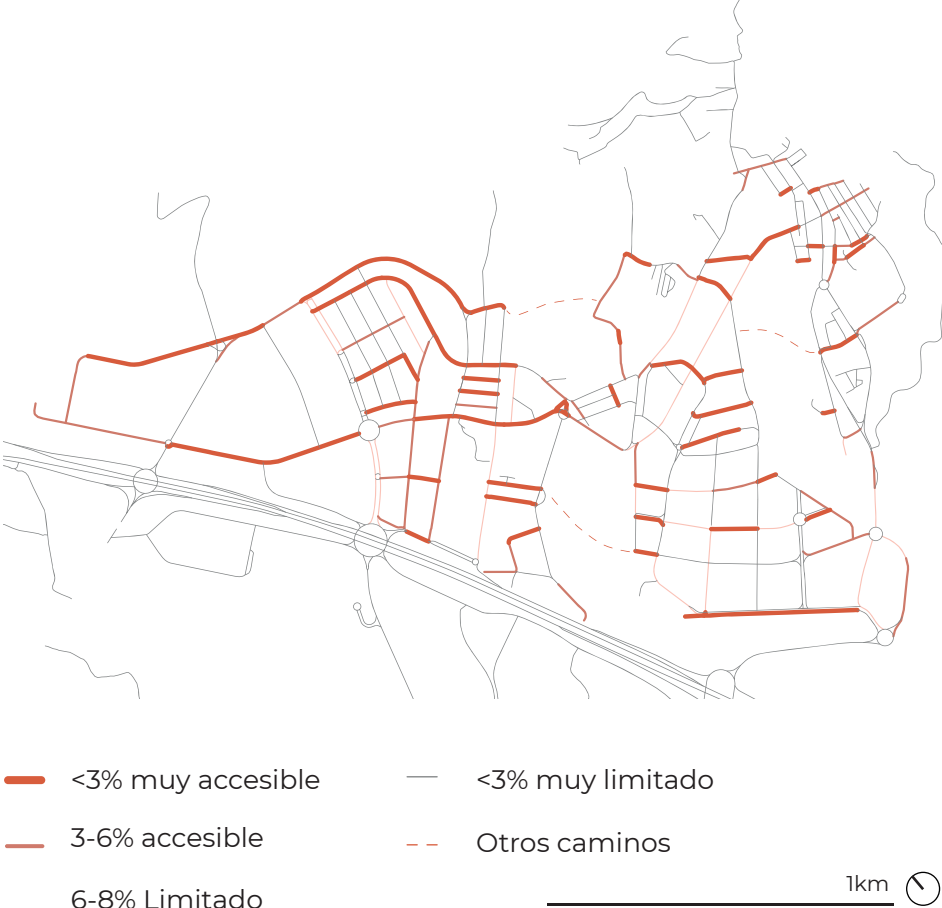 <3% muy accesible
<3% muy limitado
3-6% accesible
Otros caminos
6-8% Limitado
1km